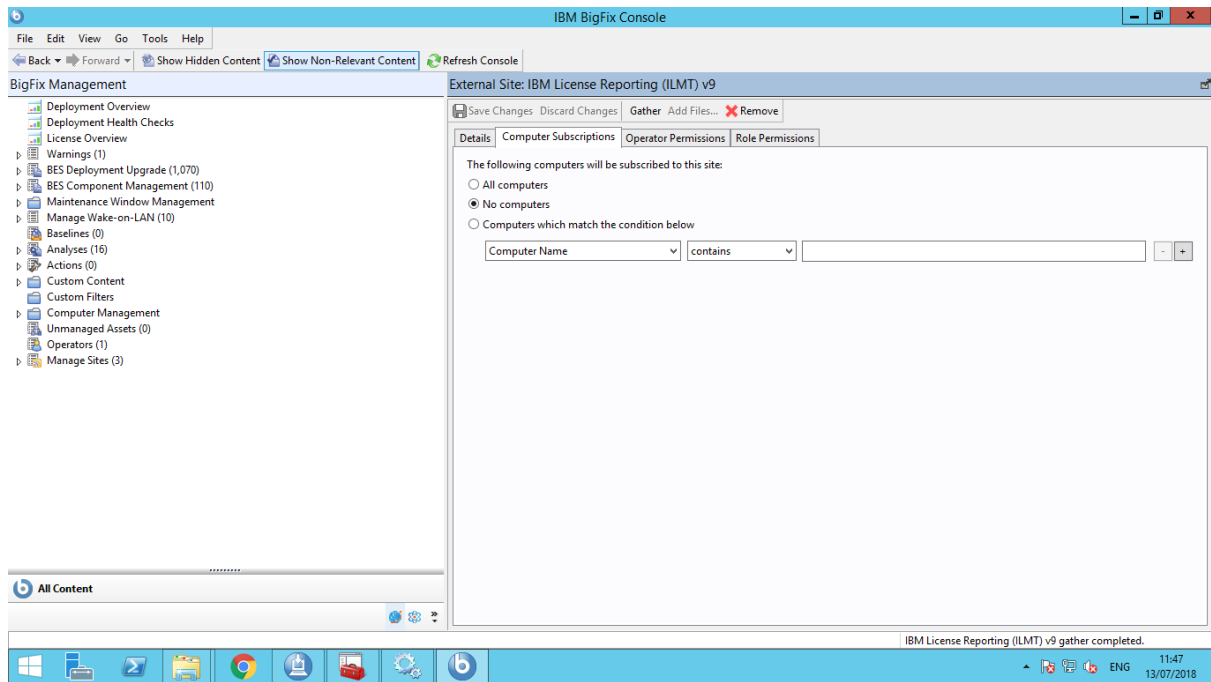 IBM BigFix Console
File Edit View Go Tools Help
Back Forward Show Hidden Content Show Non-Relevant Content Refresh Console
BigFix Management
Deployment Overview
Deployment Health Checks
License Overview
Warnings (1)
BES Deployment Upgrade (1,070)
BES Component Management (110)
Maintenance Window Management
Manage Wake-on-LAN (10)
Baselines (0)
Analyses (16)
Actions (0)
Custom Content
Custom Filters
Computer Management
Unmanaged Assets (0)
Operators (1)
Manage Sites (3)
All Content
External Site: IBM License Reporting (ILMT) v9
Save Changes Discard Changes Gather Add Files... Remove
Details Computer Subscriptions Operator Permissions Role Permissions
The following computers will be subscribed to this site:
All computers
No computers
Computers which match the condition below
Computer Name contains - +
IBM License Reporting (ILMT) v9 gather completed.
ENG 11:47
13/07/2018